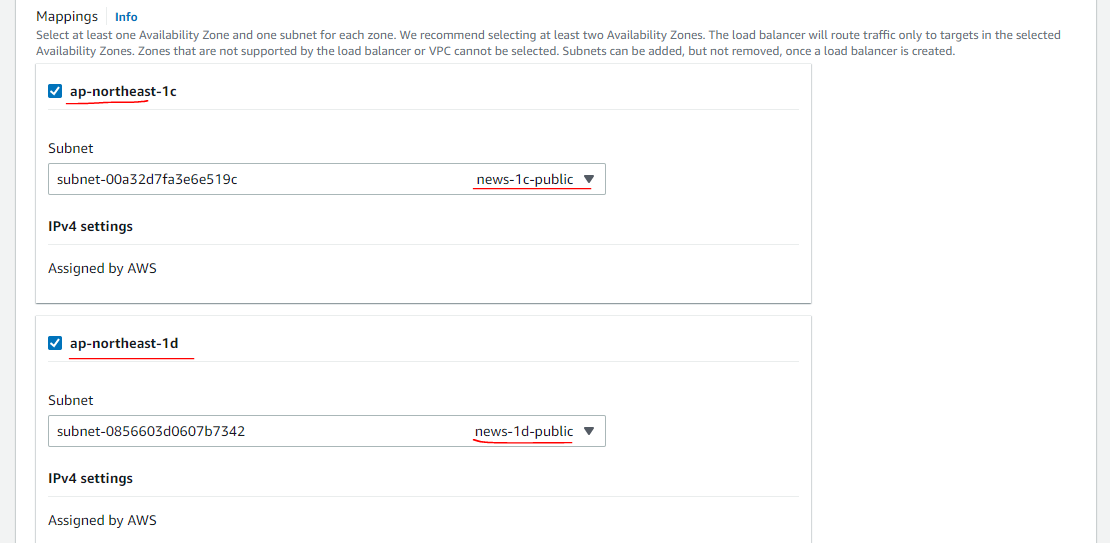 Mappings Info
Select at least one Availability Zone and one subnet for each zone. We recommend selecting at least two Availability Zones. The load balancer will route traffic only to targets in the selected
Availability Zones. Zones that are not supported by the load balancer or VPC cannot be selected. Subnets can be added, but not removed, once a load balancer is created.
ap-northeast-1c
Subnet
subnet-00a32d7fa3e6e519c news-1c-public
IPv4 settings
Assigned by AWS
ap-northeast-1d
Subnet
subnet-0856603d0607b7342 news-1d-public
IPv4 settings
Assigned by AWS